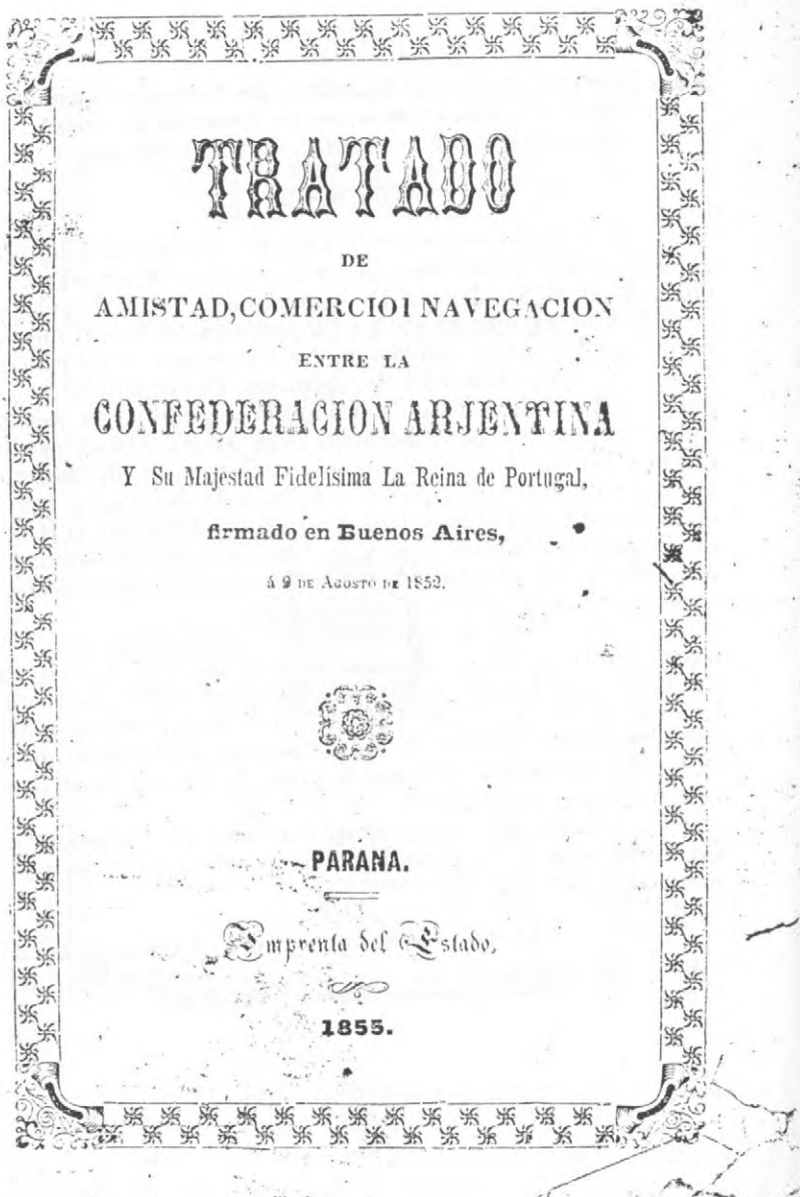 TRATADO
DE
AMISTAD, COMERCIO I NAVEGACION
ENTRE LA
CONFEDERACION ARJENTINA
Y Su Majestad Fidelísima La Reina de Portugal,
firmado en Buenos Aires,
á 9 DE AGOSTO DE 1852.
PARANA.
Imprenta del Estado,
1855.